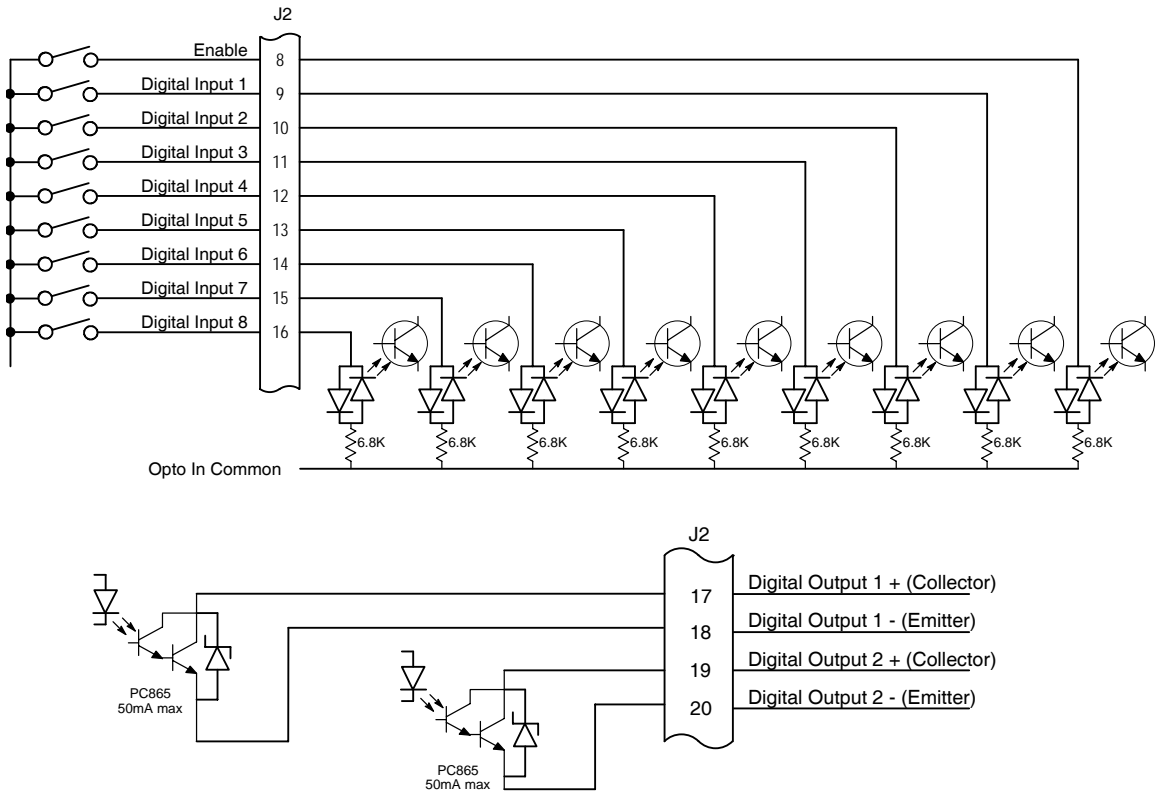 J2
Enable 8
Digital Input 1 9
Digital Input 2 10
Digital Input 3 11
Digital Input 4 12
Digital Input 5 13
Digital Input 6 14
Digital Input 7 15
Digital Input 8 16
6.8K 6.8K 6.8K 6.8K 6.8K 6.8K 6.8K 6.8K 6.8K
Opto In Common
J2
17 Digital Output 1 + (Collector)
18 Digital Output 1 - (Emitter)
19 Digital Output 2 + (Collector)
20 Digital Output 2 - (Emitter)
PC865
50mA max
PC865
50mA max